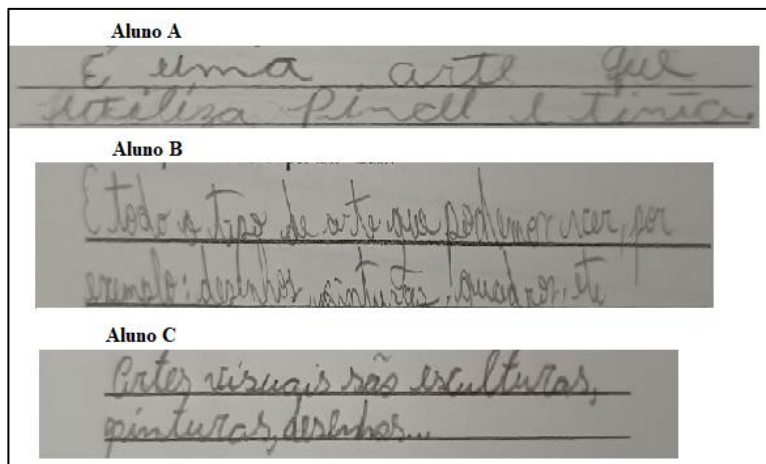 Aluno A
É uma arte que
utiliza Pincel e tinta.
Aluno B
É todo o tipo de arte que podemos ver, por
exemplo: desenhos, pinturas, quadros, etc
Aluno C
Artes visuais são esculturas,
pinturas, desenhos...